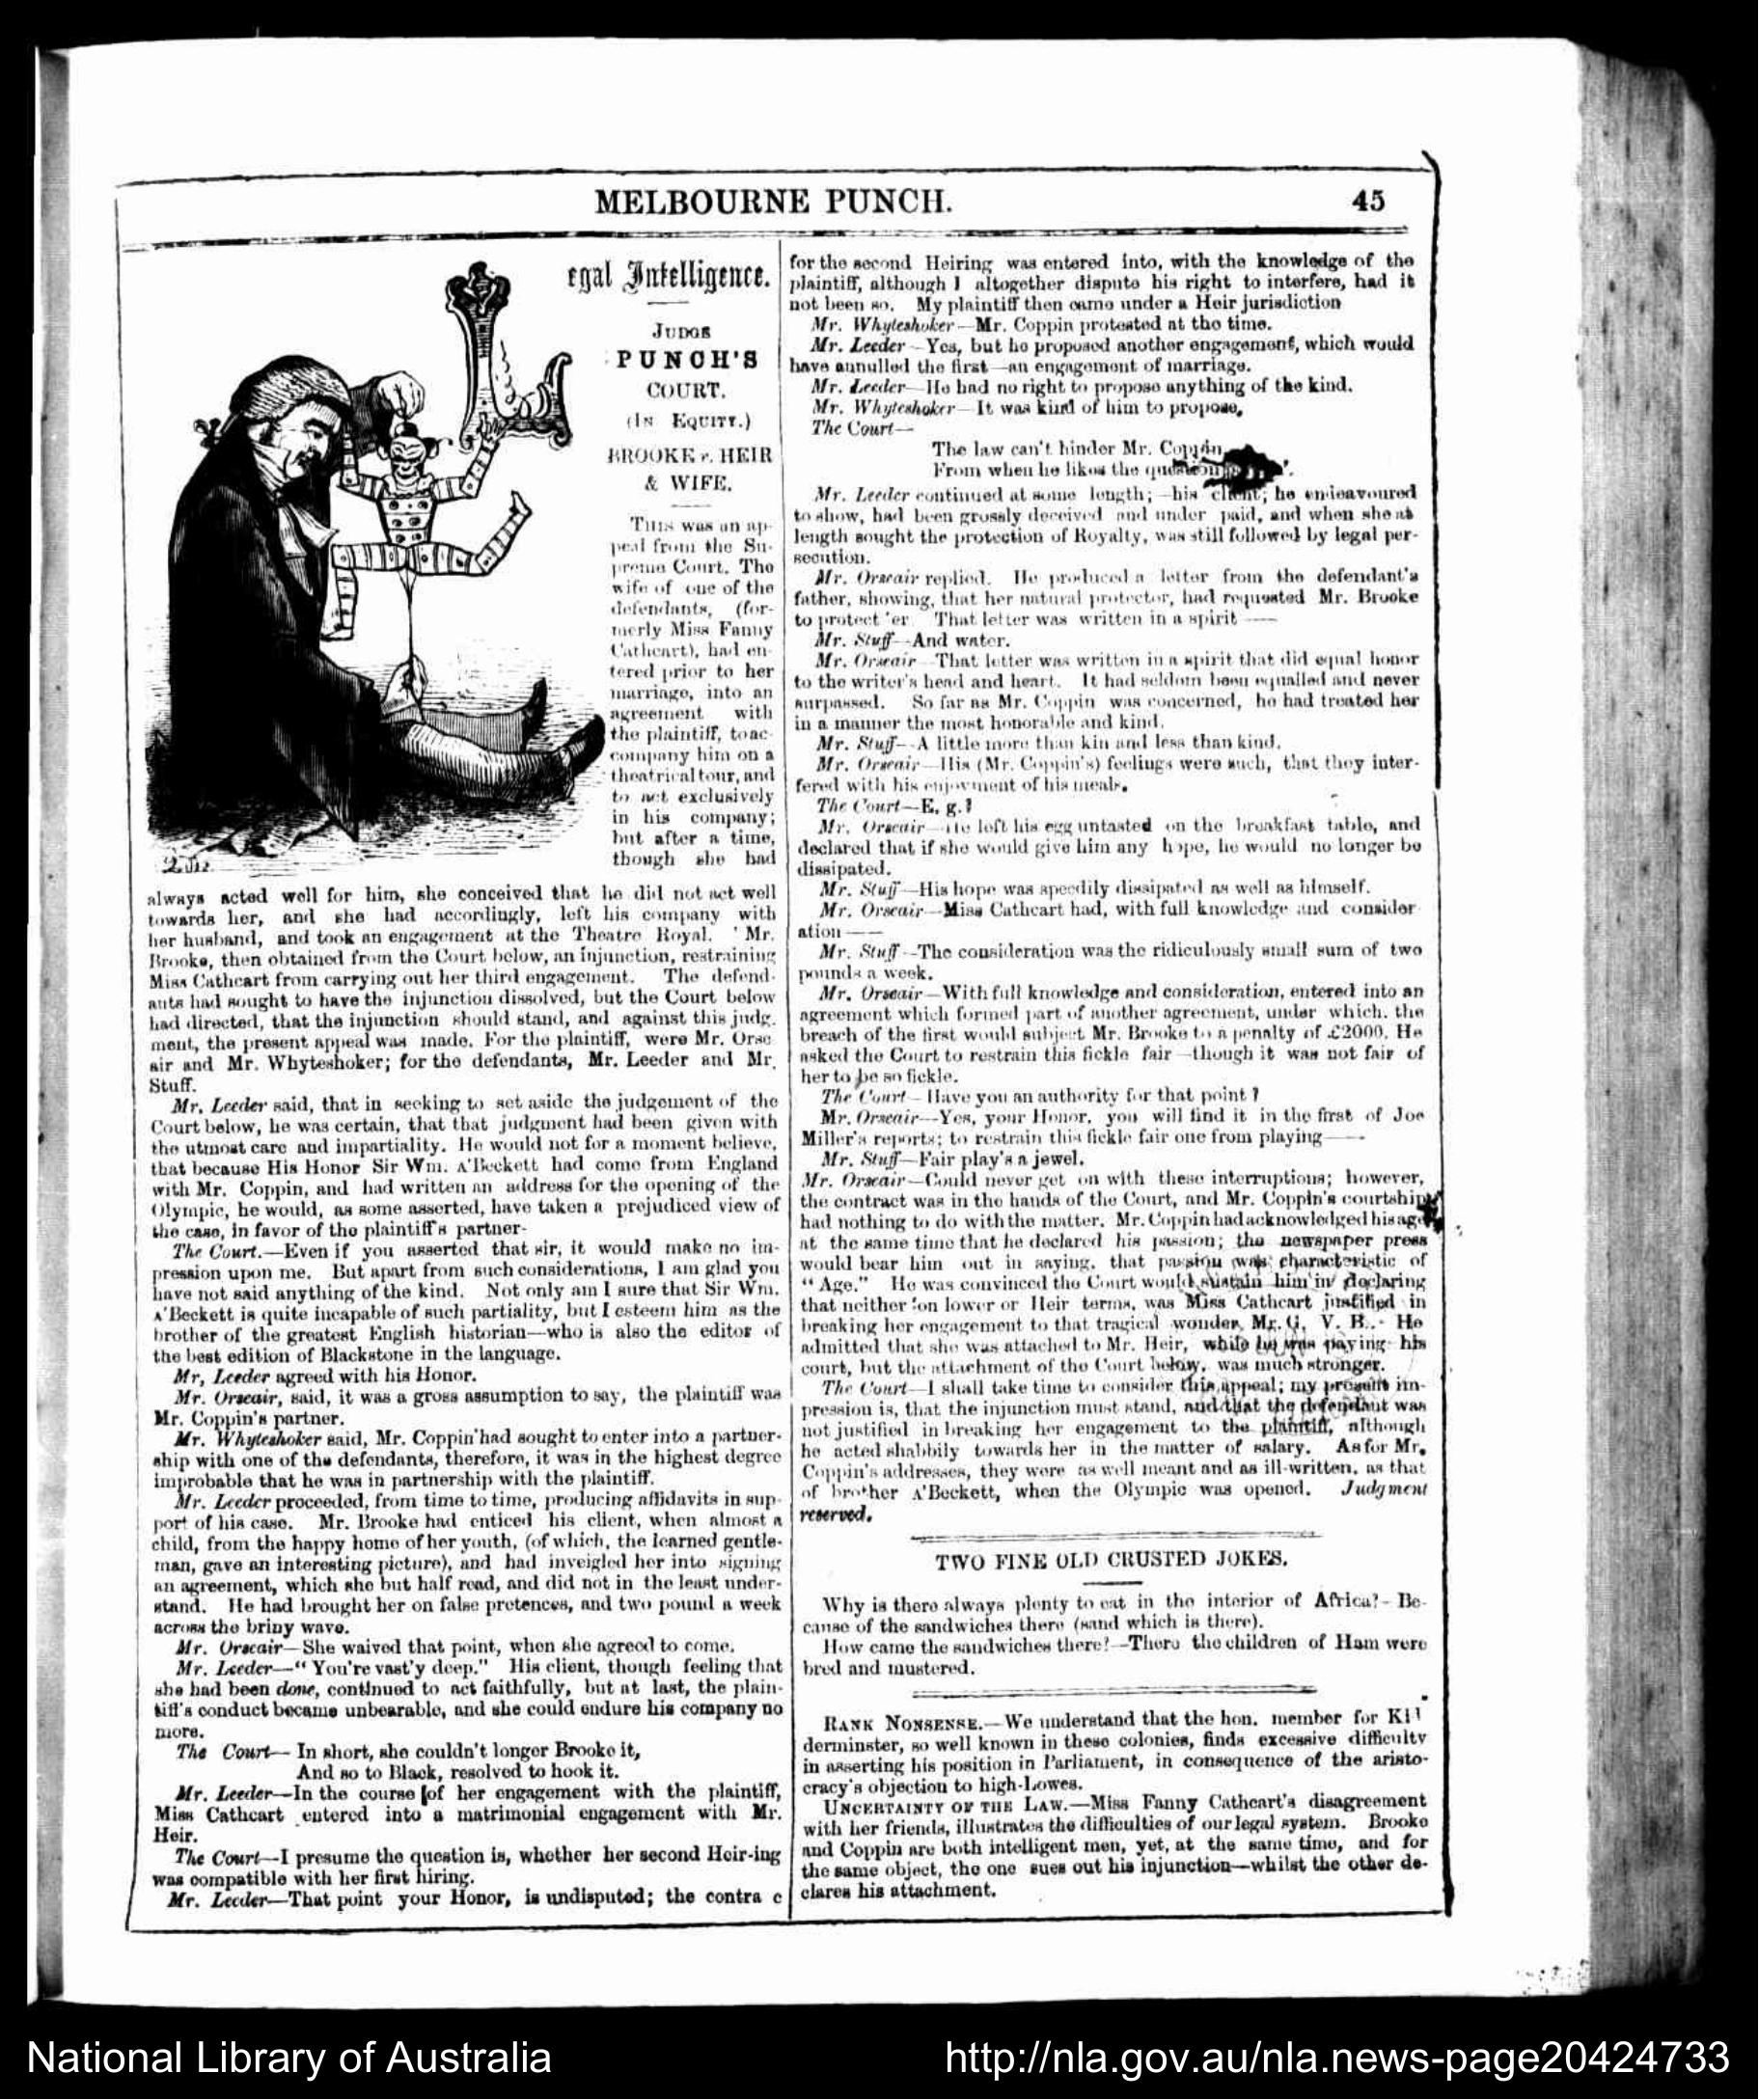 MELBOURNE PUNCH.
45
Legal Intelligence.
JUDGE
PUNCH'S
COURT.
(IN EQUITY.)
BROOKE v. HEIR
& WIFE.
THIS was an ap-
peal from the Su-
preme Court. The
wife of one of the
defendants, (for-
merly Miss Fanny
Cathcart), had en-
tered prior to her
marriage, into an
agreement with
the plaintiff, to ac-
company him on a
theatrical tour, and
to act exclusively
in his company;
but after a time,
though she had
always acted well for him, she conceived that he did not act well
towards her, and she had accordingly, left his company with
her husband, and took an engagement at the Theatre Royal. ' Mr.
Brooke, then obtained from the Court below, an injunction, restraining
Miss Cathcart from carrying out her third engagement. The defend-
ants had sought to have the injunction dissolved, but the Court below
had directed, that the injunction should stand, and against this judg-
ment, the present appeal was made. For the plaintiff, were Mr. Orse
air and Mr. Whyteshoker; for the defendants, Mr. Leeder and Mr.
Stuff.
Mr. Leeder said, that in seeking to set aside the judgement of the
Court below, he was certain, that that judgment had been given with
the utmost care and impartiality. He would not for a moment believe,
that because His Honor Sir Wm. A'Beckett had come from England
with Mr. Coppin, and had written an address for the opening of the
Olympic, he would, as some asserted, have taken a prejudiced view of
the case, in favor of the plaintiff's partner-
The Court.—Even if you asserted that sir, it would make no im-
pression upon me. But apart from such considerations, I am glad you
have not said anything of the kind. Not only am I sure that Sir Wm.
A'Beckett is quite incapable of such partiality, but I esteem him as the
brother of the greatest English historian—who is also the editor of
the best edition of Blackstone in the language.
Mr, Leeder agreed with his Honor.
Mr. Orseair, said, it was a gross assumption to say, the plaintiff was
Mr. Coppin's partner.
Mr. Whyteshoker said, Mr. Coppin had sought to enter into a partner-
ship with one of the defendants, therefore, it was in the highest degree
improbable that he was in partnership with the plaintiff.
Mr. Leeder proceeded, from time to time, producing affidavits in sup-
port of his case. Mr. Brooke had enticed his client, when almost a
child, from the happy home of her youth, (of which, the learned gentle-
man, gave an interesting picture), and had inveigled her into signing
an agreement, which she but half read, and did not in the least under-
stand. He had brought her on false pretences, and two pound a week
across the briny wave.
Mr. Orseair—She waived that point, when she agreed to come.
Mr. Leeder—" You're vast'y deep." His client, though feeling that
she had been done, continued to act faithfully, but at last, the plain-
tiff's conduct became unbearable, and she could endure his company no
more.
The Court— In short, she couldn't longer Brooke it,
And so to Black, resolved to hook it.
Mr. Leeder—In the course [of her engagement with the plaintiff,
Miss Cathcart entered into a matrimonial engagement with Mr.
Heir.
The Court—I presume the question is, whether her second Heir-ing
was compatible with her first hiring.
Mr. Leeder—That point your Honor, is undisputed; the contra c
for the second Heiring was entered into, with the knowledge of the
plaintiff, although I altogether dispute his right to interfere, had it
not been so. My plaintiff then came under a Heir jurisdiction
Mr. Whyteshoker—Mr. Coppin protested at the time.
Mr. Leeder—Yes, but he proposed another engagement, which would
have annulled the first—an engagement of marriage.
Mr. Leeder—He had no right to propose anything of the kind.
Mr. Whyteshoker—It was kind of him to propose.
The Court—
The law can't hinder Mr. Coppin,
From when he likes the question
Mr. Leeder continued at some length;—his client; he endeavoured
to show, had been grossly deceived and under paid, and when she at
length sought the protection of Royalty, was still followed by legal per-
secution.
Mr. Orseair replied. He produced a letter from the defendant's
father, showing, that her natural protector, had requested Mr. Brooke
to protect 'er. That letter was written in a spirit ——
Mr. Stuff—And water.
Mr. Orseair—That letter was written in a spirit that did equal honor
to the writer's head and heart. It had seldom been equalled and never
surpassed. So far as Mr. Coppin was concerned, he had treated her
in a manner the most honorable and kind.
Mr. Stuff—A little more than kin and less than kind.
Mr. Orseair—His (Mr. Coppin's) feelings were such, that they inter-
fered with his enjoyment of his meals.
The Court—E. g.?
Mr. Orseair—He left his egg untasted on the breakfast table, and
declared that if she would give him any hope, he would no longer be
dissipated.
Mr. Stuff—His hope was speedily dissipated as well as himself.
Mr. Orseair—Miss Cathcart had, with full knowledge and consider-
ation——
Mr. Stuff—The consideration was the ridiculously small sum of two
pounds a week.
Mr. Orseair—With full knowledge and consideration, entered into an
agreement which formed part of another agreement, under which, the
breach of the first would subject Mr. Brooke to a penalty of £2000. He
asked the Court to restrain this fickle fair—though it was not fair of
her to be so fickle.
The Court—Have you an authority for that point?
Mr. Orseair—Yes, your Honor, you will find it in the first of Joe
Miller's reports; to restrain this fickle fair one from playing——
Mr. Stuff—Fair play's a jewel.
Mr. Orseair—Could never get on with these interruptions; however,
the contract was in the hands of the Court, and Mr. Coppin's courtship
had nothing to do with the matter. Mr. Coppin had acknowledged his age
at the same time that he declared his passion; the newspaper press
would bear him out in saying, that passion was characteristic of
" Age." He was convinced the Court would sustain him in declaring
that neither on lower or Heir terms, was Miss Cathcart justified in
breaking her engagement to that tragical wonder, Mr. G. V. B.. He
admitted that she was attached to Mr. Heir, while he was paying his
court, but the attachment of the Court below, was much stronger.
The Court—I shall take time to consider this appeal; my present im-
pression is, that the injunction must stand, and that the defendant was
not justified in breaking her engagement to the plaintiff, although
he acted shabbily towards her in the matter of salary. As for Mr.
Coppin's addresses, they were as well meant and as ill-written, as that
of brother A'Beckett, when the Olympic was opened. Judgment
reserved.
TWO FINE OLD CRUSTED JOKES.
Why is there always plenty to eat in the interior of Africa?—Be-
cause of the sandwiches there (sand which is there).
How came the sandwiches there?—There the children of Ham were
bred and mustered.
RANK NONSENSE.—We understand that the hon. member for Kil
derminster, so well known in these colonies, finds excessive difficulty
in asserting his position in Parliament, in consequence of the aristo-
cracy's objection to high-Lowes.
UNCERTAINTY OF THE LAW.—Miss Fanny Cathcart's disagreement
with her friends, illustrates the difficulties of our legal system. Brooke
and Coppin are both intelligent men, yet, at the same time, and for
the same object, the one sues out his injunction—whilst the other de-
clares his attachment.
National Library of Australia
http://nla.gov.au/nla.news-page20424733